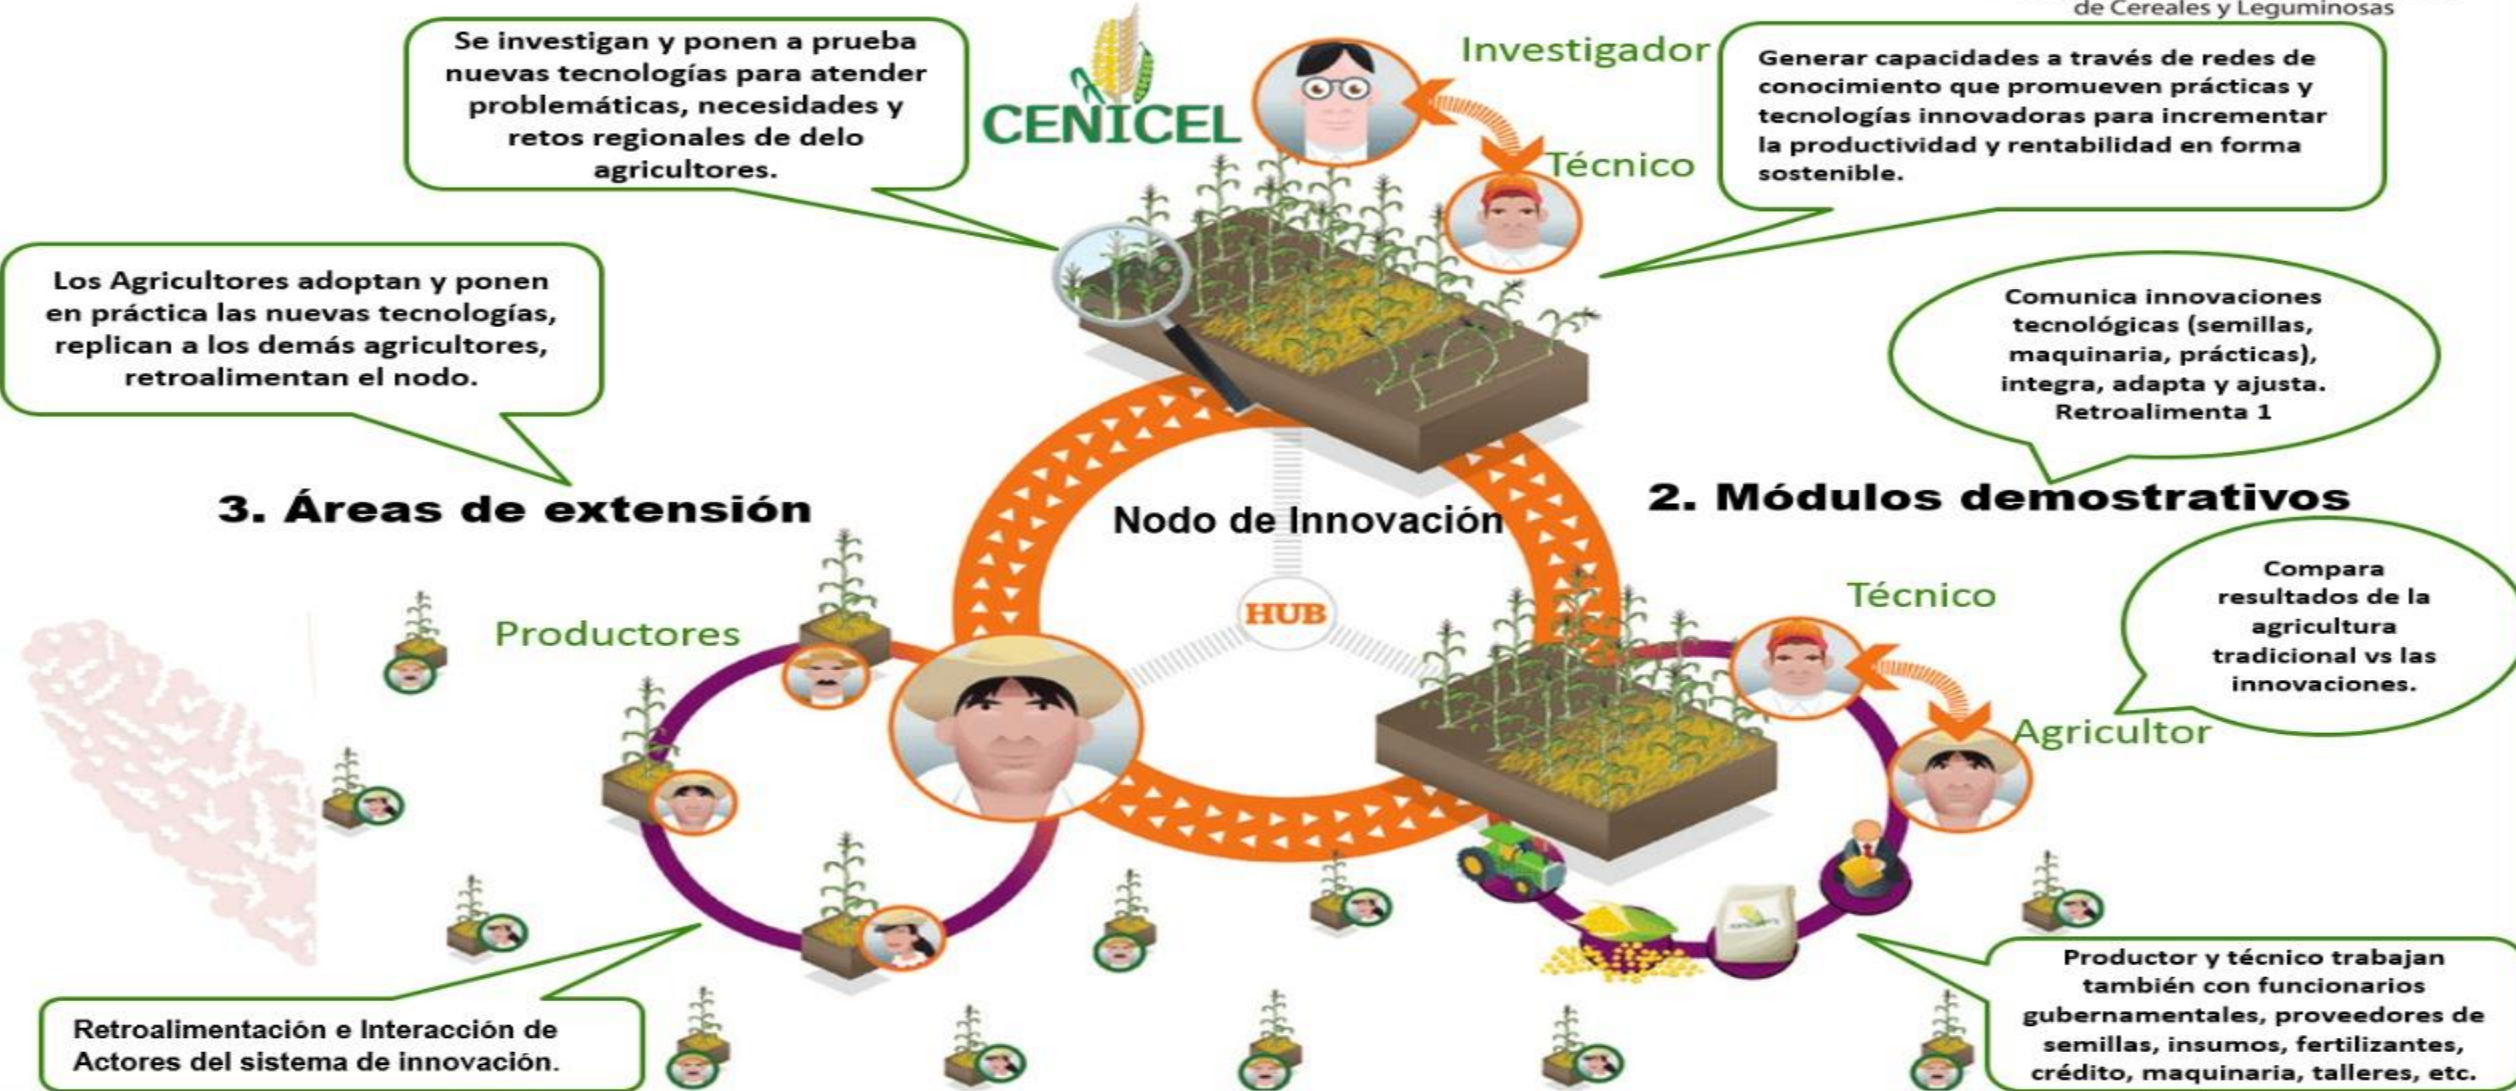 de Cereales y Leguminosas
Se investigan y ponen a prueba
nuevas tecnologías para atender
problemáticas, necesidades y
retos regionales de delo
agricultores.
CENICEL
Investigador
Técnico
Generar capacidades a través de redes de
conocimiento que promueven prácticas y
tecnologías innovadoras para incrementar
la productividad y rentabilidad en forma
sostenible.
Los Agricultores adoptan y ponen
en práctica las nuevas tecnologías,
replican a los demás agricultores,
retroalimentan el nodo.
Comunica innovaciones
tecnológicas (semillas,
maquinaria, prácticas),
integra, adapta y ajusta.
Retroalimenta 1
3. Áreas de extensión
Nodo de Innovación
2. Módulos demostrativos
HUB
Productores
Técnico
Compara
resultados de la
agricultura
tradicional vs las
innovaciones.
Agricultor
Retroalimentación e Interacción de
Actores del sistema de innovación.
Productor y técnico trabajan
también con funcionarios
gubernamentales, proveedores de
semillas, insumos, fertilizantes,
crédito, maquinaria, talleres, etc.